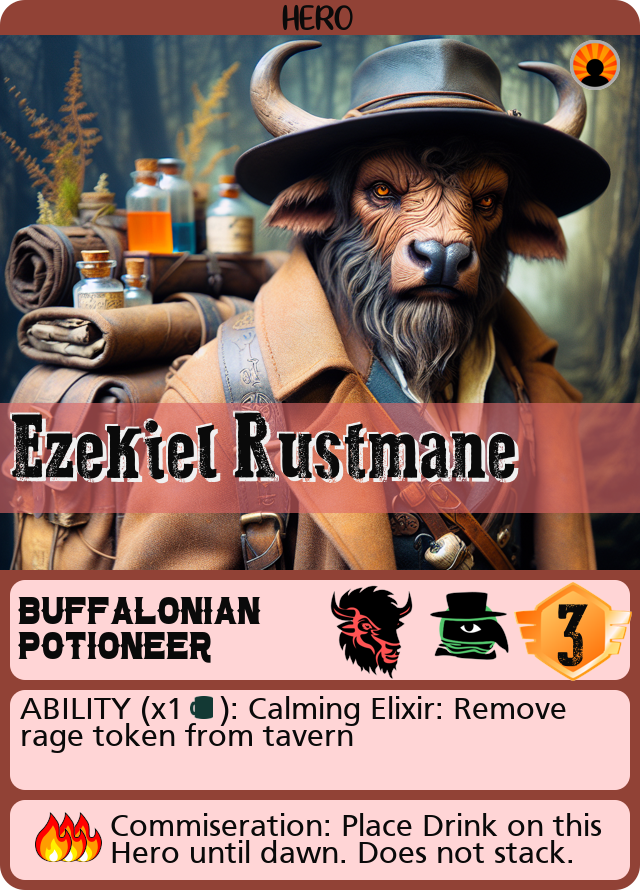 HERO
Ezekiel Rustmane
BUFFALONIAN
POTIONEER
3
ABILITY (x1 ): Calming Elixir: Remove
rage token from tavern
Commiseration: Place Drink on this
Hero until dawn. Does not stack.